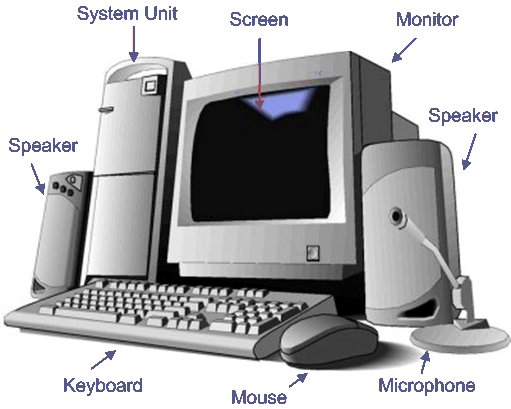 System Unit
Screen
Monitor
Speaker
Speaker
Keyboard
Mouse
Microphone